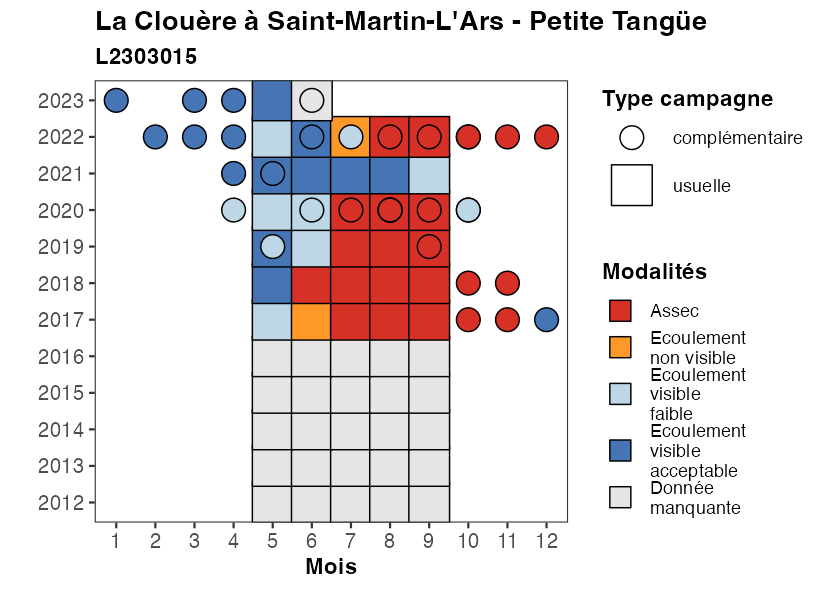 La Clouère à Saint-Martin-L'Ars - Petite Tangüe
L2303015
2023
2022
2021
2020
2019
2018
2017
2016
2015
2014
2013
2012
1 2 3 4 5 6 7 8 9 10 11 12
Mois
Type campagne
complémentaire
usuelle
Modalités
Assec
Ecoulement
non visible
Ecoulement
visible
faible
Ecoulement
visible
acceptable
Donnée
manquante